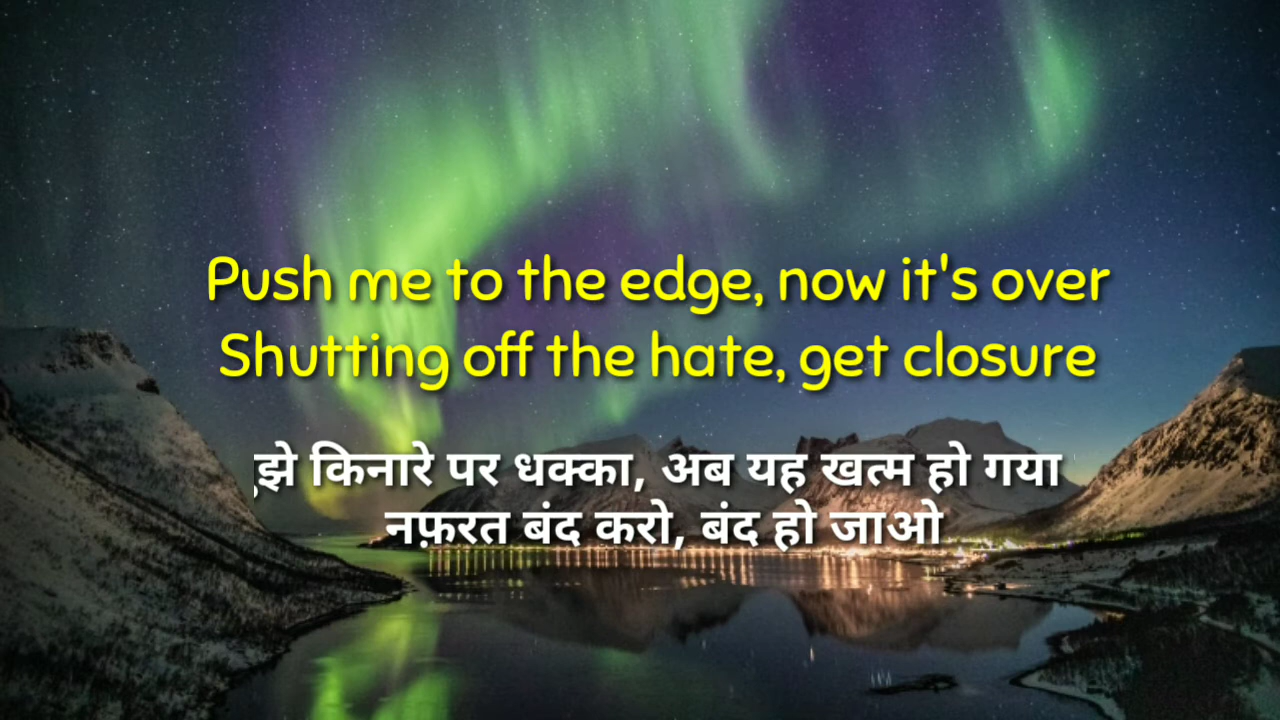 Push me to the edge, now it's over
Shutting off the hate, get closure
किनारे पर धक्का, अब यह खत्म हो गया
नफ़रत बंद करो, बंद हो जाओ